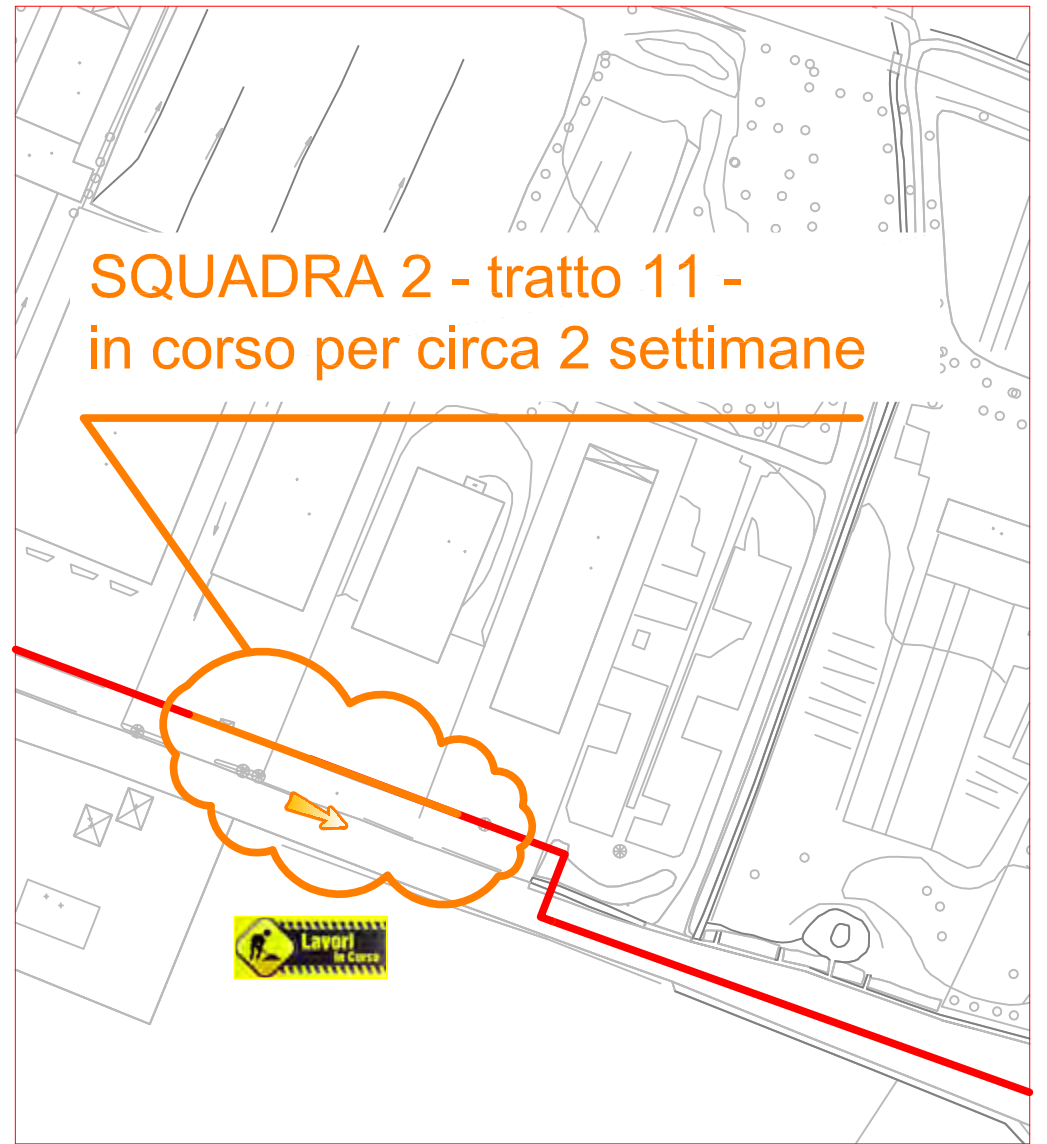 SQUADRA 2 - tratto 11 -
in corso per circa 2 settimane
Lavori
in Corso